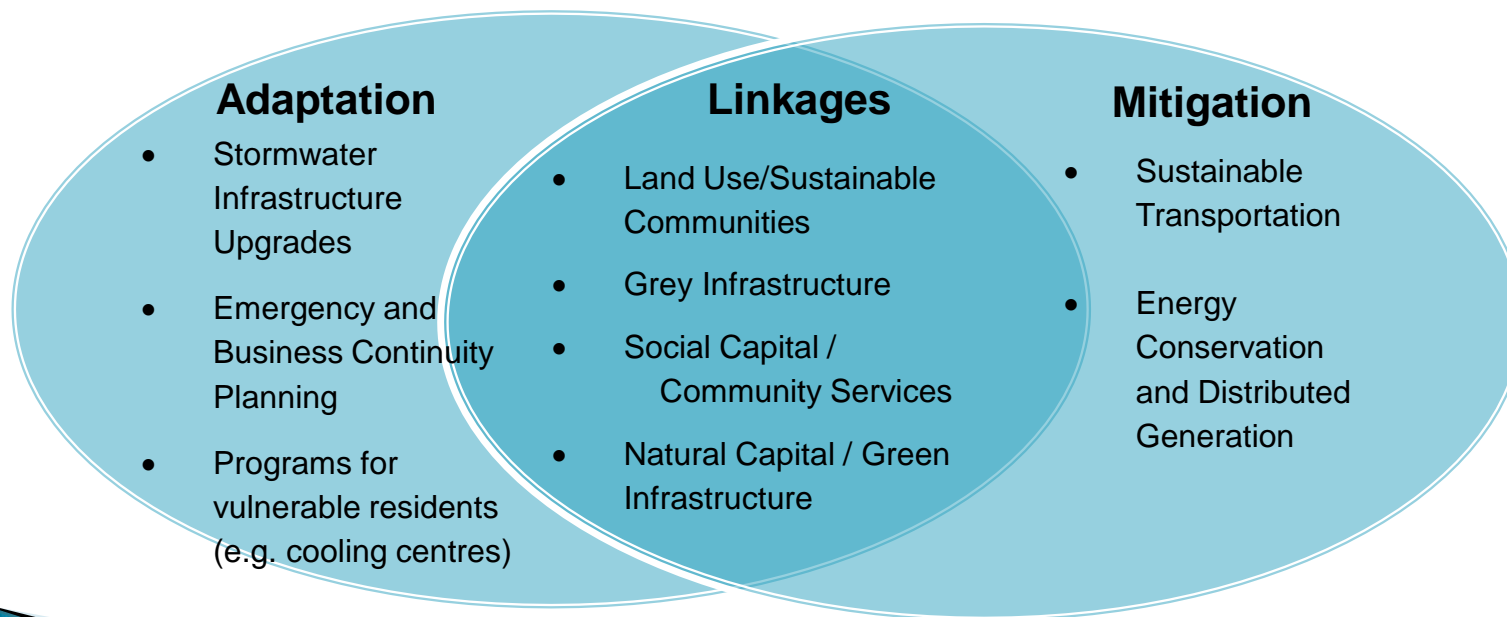 Adaptation
• Stormwater
Infrastructure
Upgrades
• Emergency and
Business Continuity
Planning
• Programs for
vulnerable residents
(e.g. cooling centres)
Linkages
• Land Use/Sustainable
Communities
• Grey Infrastructure
• Social Capital /
Community Services
• Natural Capital / Green
Infrastructure
Mitigation
• Sustainable
Transportation
• Energy
Conservation
and Distributed
Generation